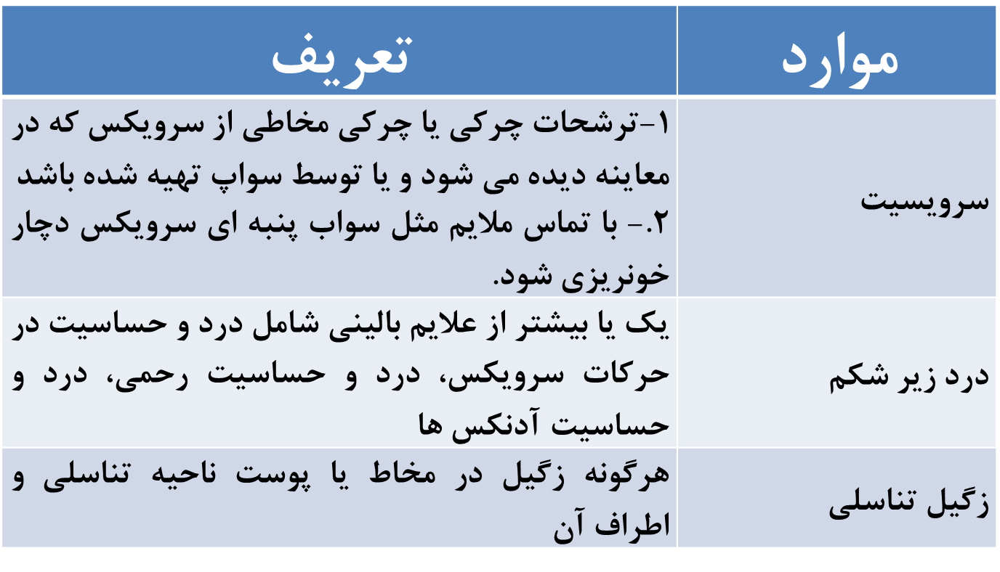 موارد
تعریف
سرویسیت
۱-ترشحات چرکی یا چرکی مخاطی از سرویکس که در
معاینه دیده می شود و یا توسط سواپ تهیه شده باشد
۲.- با تماس ملایم مثل سواب پنبه ای سرویکس دچار
خونریزی شود.
درد زیر شکم
یک یا بیشتر از علایم بالینی شامل درد و حساسیت در
حرکات سرویکس، درد و حساسیت رحمی، درد و
حساسیت آدنکس ها
زگیل تناسلی
هرگونه زگیل در مخاط یا پوست ناحیه تناسلی و
اطراف آن